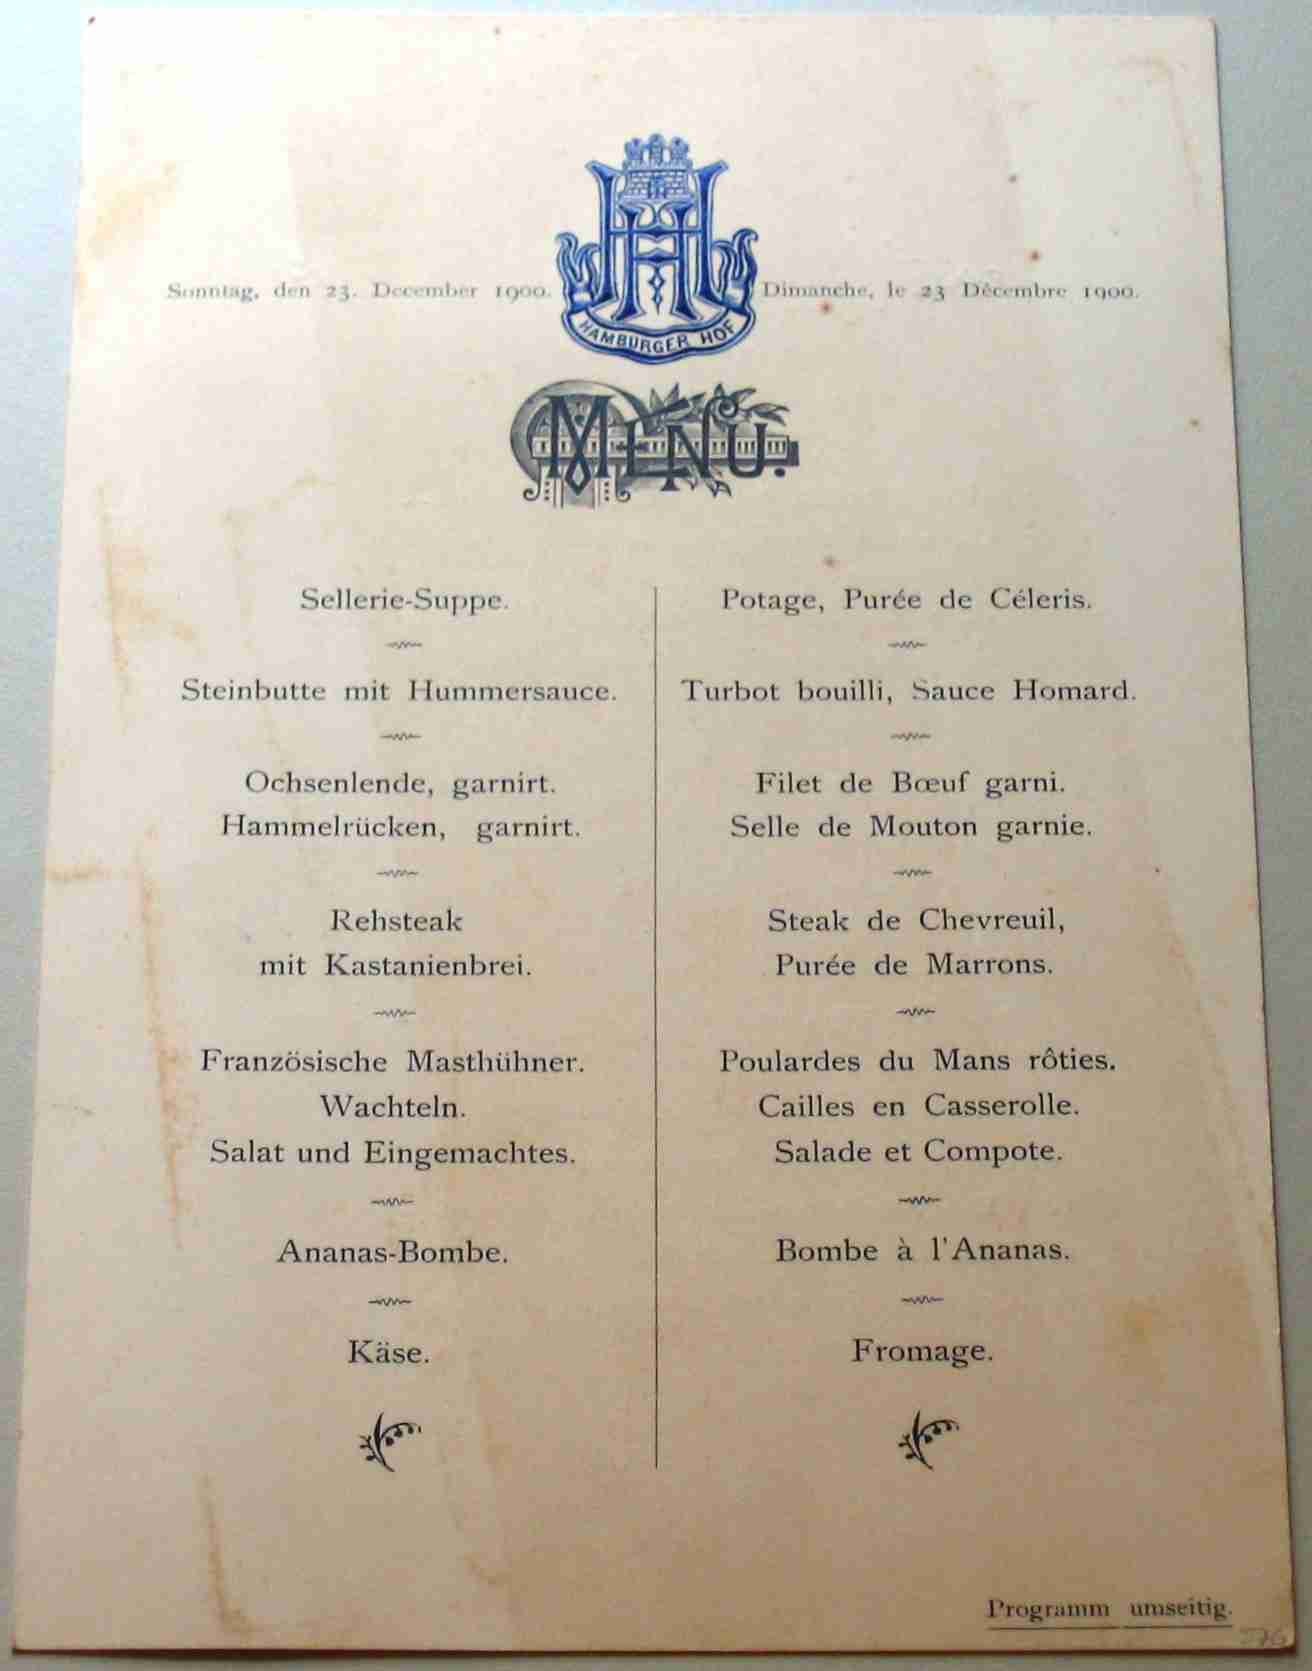 HH
HAMBURGER HOF
Sonntag, den 23. December 1900.
Dimanche, le 23 Décembre 1900.
MENU.
Sellerie-Suppe.
Steinbutte mit Hummersauce.
Ochsenlende, garnirt.
Hammelrücken, garnirt.
Rehsteak
mit Kastanienbrei.
Französische Masthühner.
Wachteln.
Salat und Eingemachtes.
Ananas-Bombe.
Käse.
Potage, Purée de Céleris.
Turbot bouilli, Sauce Homard.
Filet de Bœuf garni.
Selle de Mouton garnie.
Steak de Chevreuil,
Purée de Marrons.
Poulardes du Mans rôties.
Cailles en Casserolle.
Salade et Compote.
Bombe à l'Ananas.
Fromage.
Programm umseitig.